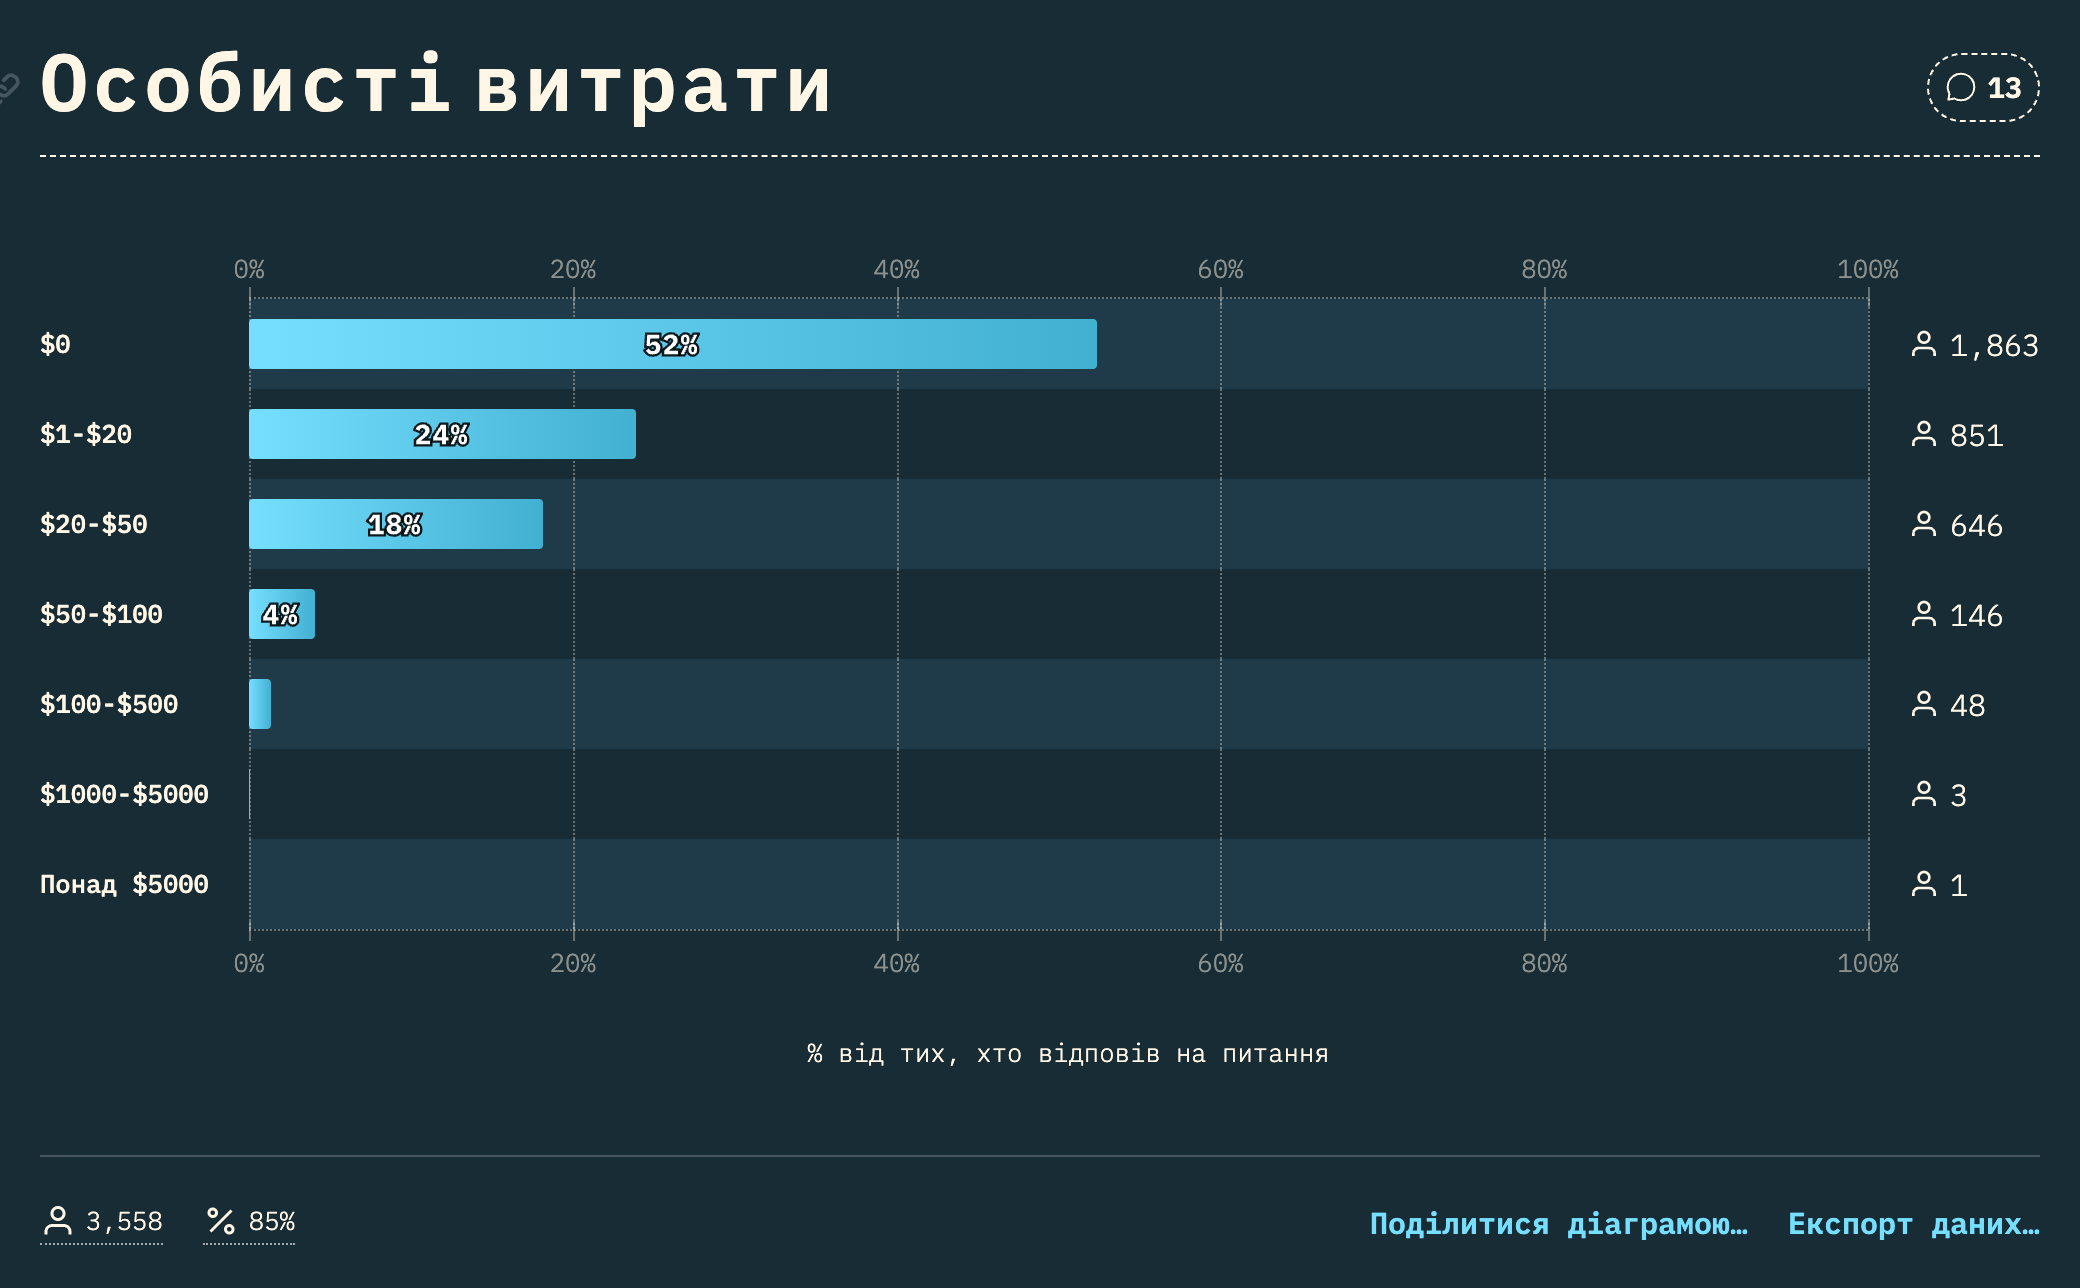 Особисті витрати
13
0% 20% 40% 60% 80% 100%
$0 52% 1,863
$1-$20 24% 851
$20-$50 18% 646
$50-$100 4% 146
$100-$500 48
$1000-$5000 3
Понад $5000 1
0% 20% 40% 60% 80% 100%
% від тих, хто відповів на питання
3,558 85% Поділитися діаграмою… Експорт даних…